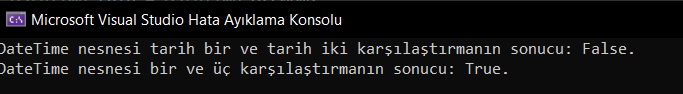 Microsoft Visual Studio Hata Ayıklama Konsolu
DateTime nesnesi tarih bir ve tarih iki karşılaştırmanın sonucu: False.
DateTime nesnesi bir ve üç karşılaştırmanın sonucu: True.